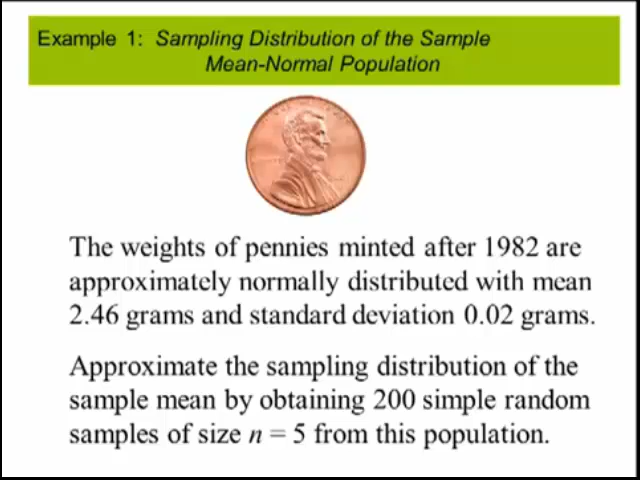 Example 1: Sampling Distribution of the Sample
Mean-Normal Population
The weights of pennies minted after 1982 are
approximately normally distributed with mean
2.46 grams and standard deviation 0.02 grams.
Approximate the sampling distribution of the
sample mean by obtaining 200 simple random
samples of size n = 5 from this population.